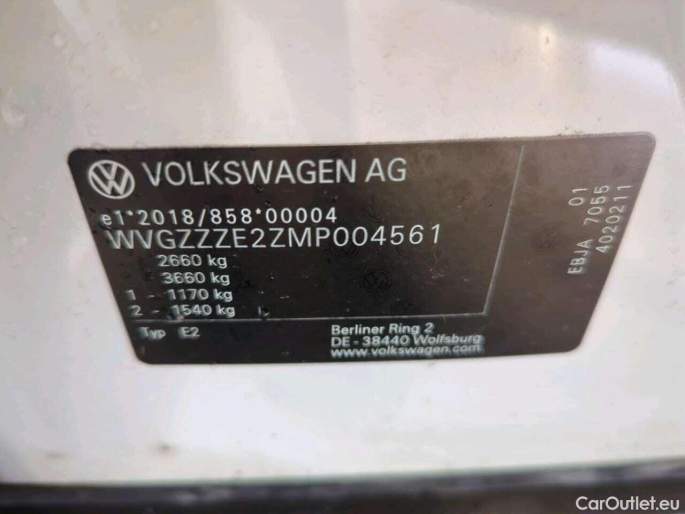 VOLKSWAGEN AG
e1*2018/858*00004
WVGZZZE2ZMP004561
2660 kg
3660 kg
1 - 1170 kg
2 - 1540 kg
Typ E2
Berliner Ring 2
DE - 38440 Wolfsburg
www.volkswagen.com
01
EBJA 7055
4020211
CarOutlet.eu